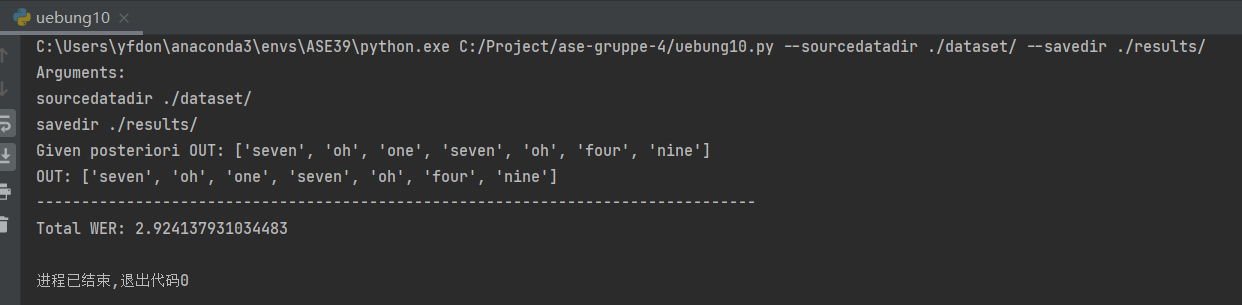 uebung10 ×
C:\Users\yfdon\anaconda3\envs\ASE39\python.exe C:/Project/ase-gruppe-4/uebung10.py --sourcedatadir ./dataset/ --savedir ./results/
Arguments:
sourcedatadir ./dataset/
savedir ./results/
Given posteriori OUT: ['seven', 'oh', 'one', 'seven', 'oh', 'four', 'nine']
OUT: ['seven', 'oh', 'one', 'seven', 'oh', 'four', 'nine']
--------------------------------------------------------------------------------
Total WER: 2.924137931034483
进程已结束,退出代码0